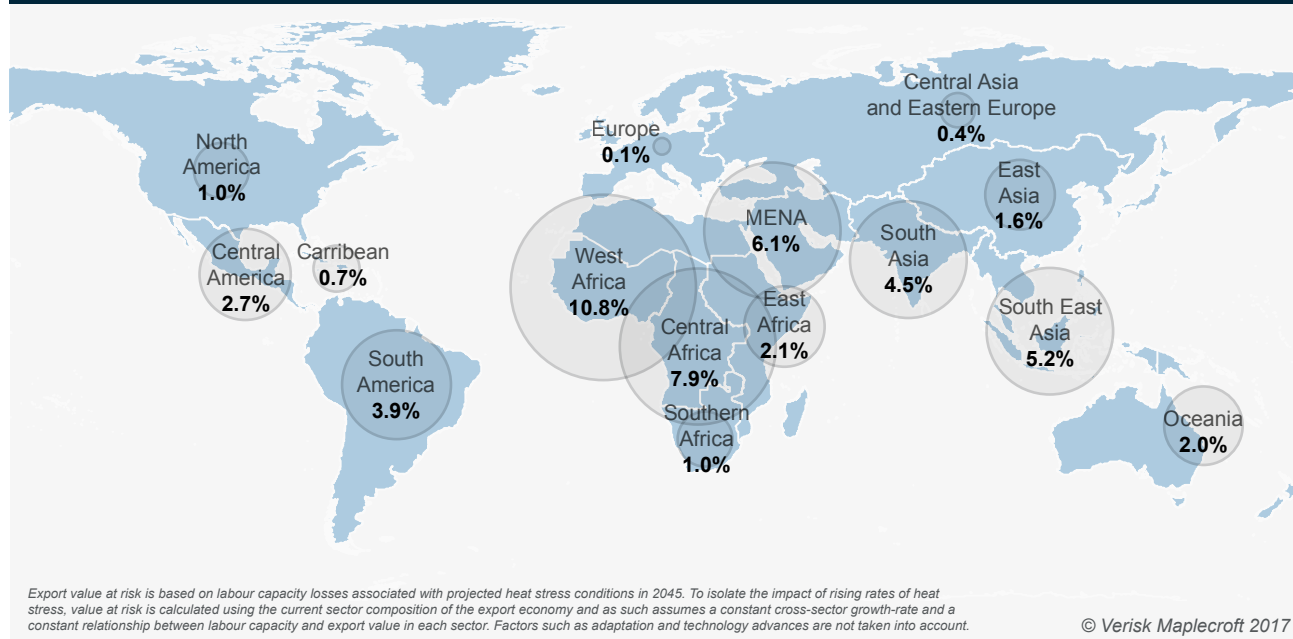 Central Asia
and Eastern Europe
0.4%
Europe
0.1%
North
America
1.0%
East
Asia
1.6%
MENA
6.1%
South
Asia
4.5%
Central
America
2.7%
Carribean
0.7%
West
Africa
10.8%
East
Africa
2.1%
South East
Asia
5.2%
Central
Africa
7.9%
South
America
3.9%
Southern
Africa
1.0%
Oceania
2.0%
Export value at risk is based on labour capacity losses associated with projected heat stress conditions in 2045. To isolate the impact of rising rates of heat
stress, value at risk is calculated using the current sector composition of the export economy and as such assumes a constant cross-sector growth-rate and a
constant relationship between labour capacity and export value in each sector. Factors such as adaptation and technology advances are not taken into account.
© Verisk Maplecroft 2017